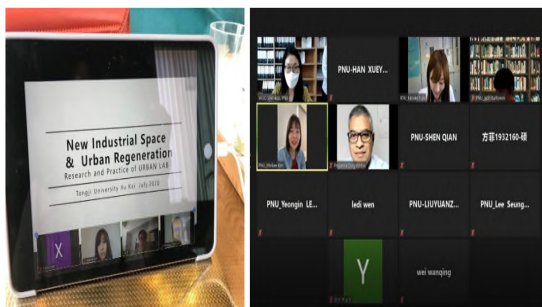 New Industrial Space
& Urban Regeneration
Research and Practice of URBAN LAB
Tongji University Xu Kai July 2020
X
PNU-HAN XUEY...
PNU-SHEN QIAN
方菲1932160-硕
PNU_Yeongin LE...
ledi wen
PNU-LIUYUANZ...
PNU_Lee Seung...
Y
wei wanqing